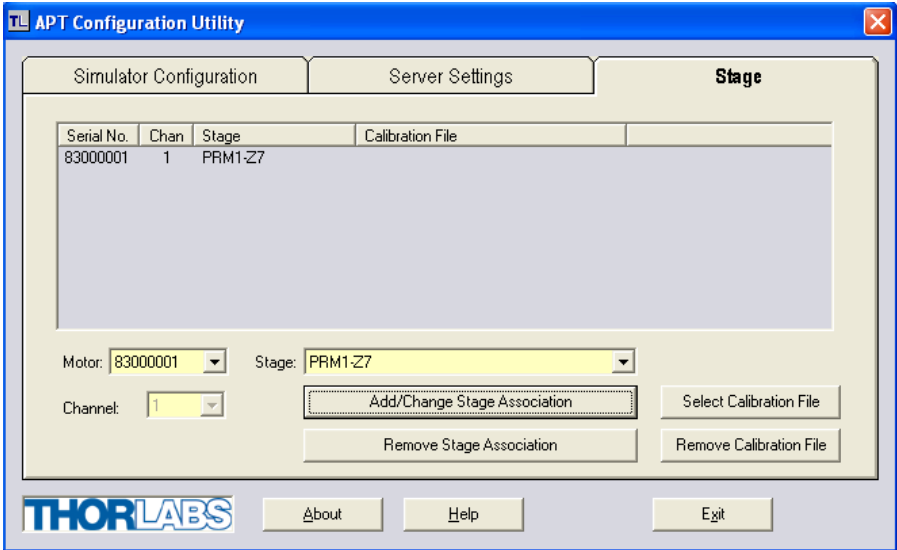 TL APT Configuration Utility
Simulator Configuration Server Settings Stage
Serial No. Chan Stage Calibration File
83000001 1 PRM1-Z7
Motor: 83000001 Stage: PRM1-Z7
Channel: 1 Add/Change Stage Association Select Calibration File
Remove Stage Association Remove Calibration File
THORLABS About Help Exit